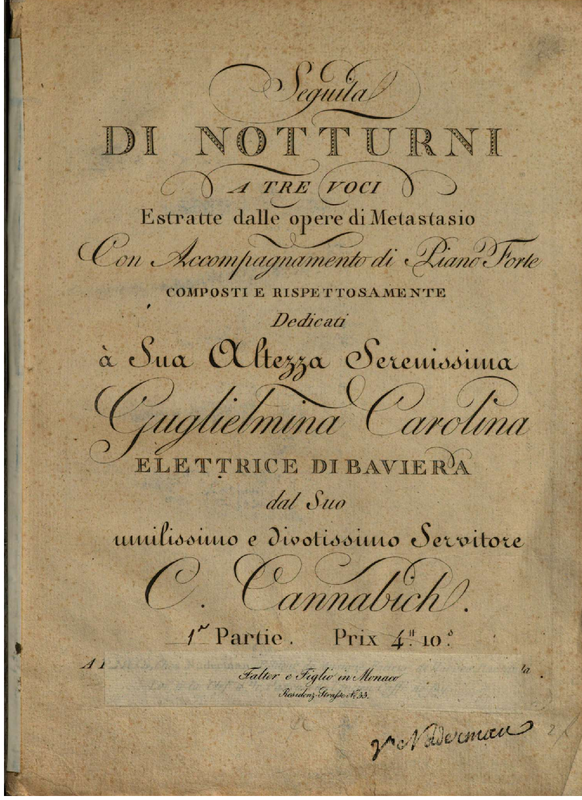 Seguita
DI NOTTURNI
A TRE VOCI
Estratte dalle opere di Metastasio
Con Accompagnamento di Piano Forte
COMPOSTI E RISPETTOSAMENTE
Dedicati
à Sua Altezza Serenissima
Guglielmina Carolina
ELETTRICE DI BAVIERA
dal Suo
umilissimo e divotissimo Servitore
C. Cannabich.
1.re Partie. Prix 4.tt 10.s
Falter e Figlio in Monaco
Residenz-Strasse N. 33.
Naderman